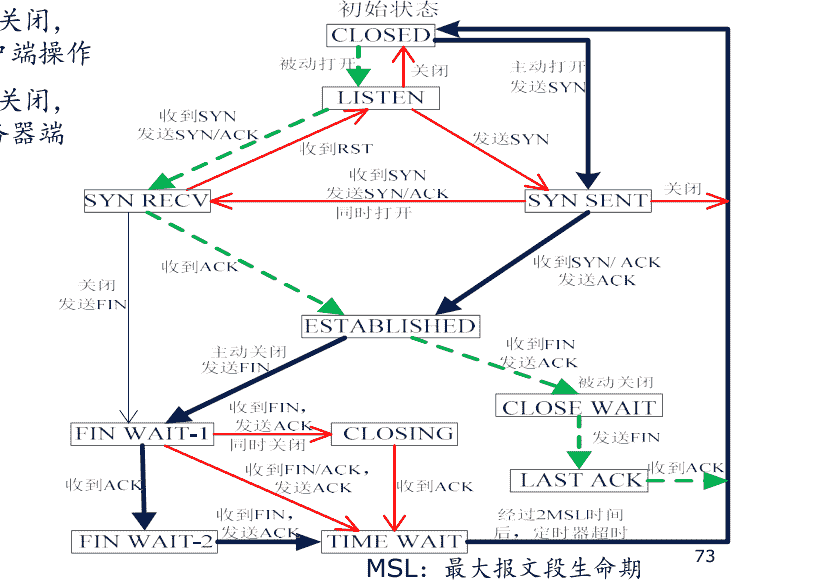 初始状态
关闭，
CLOSED
端操作
被动打开
关闭
主动打开
发送SYN
LISTEN
关闭，
务器端
收到SYN
发送SYN/ACK
收到RST
发送SYN
收到SYN
发送SYN/ACK
同时打开
SYN RECV
SYN SENT
关闭
收到ACK
收到SYN/ ACK
发送ACK
关闭
发送FIN
ESTABLISHED
主动关闭
发送FIN
收到FIN
发送ACK
被动关闭
CLOSE WAIT
收到FIN，
发送ACK
同时关闭
FIN WAIT-1
CLOSING
发送FIN
收到FIN/ACK，
发送ACK
收到ACK
收到ACK
LAST ACK
收到ACK
收到FIN，
发送ACK
经过2MSL时间
后，定时器超时
FIN WAIT-2
TIME WAIT
73
MSL：最大报文段生命期